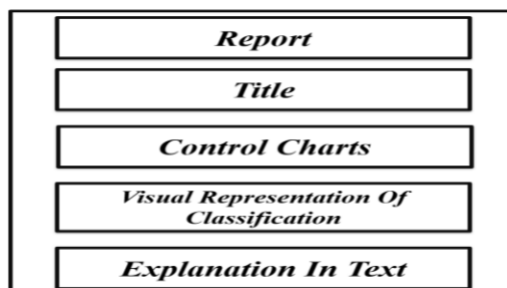 Report
Title
Control Charts
Visual Representation Of
Classification
Explanation In Text